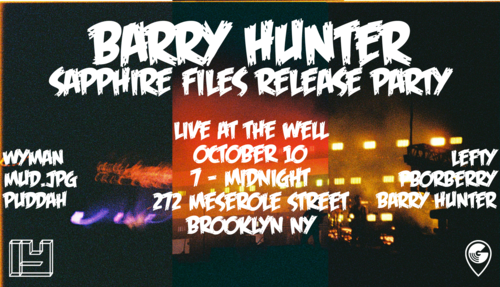 BARRY HUNTER
SAPPHIRE FILES RELEASE PARTY
LIVE AT THE WELL
OCTOBER 10
7 - MIDNIGHT
272 MESEROLE STREET
BROOKLYN NY
WYMAN
MUD.JPG
PUDDAH
LEFTY
PBORBERRY
BARRY HUNTER